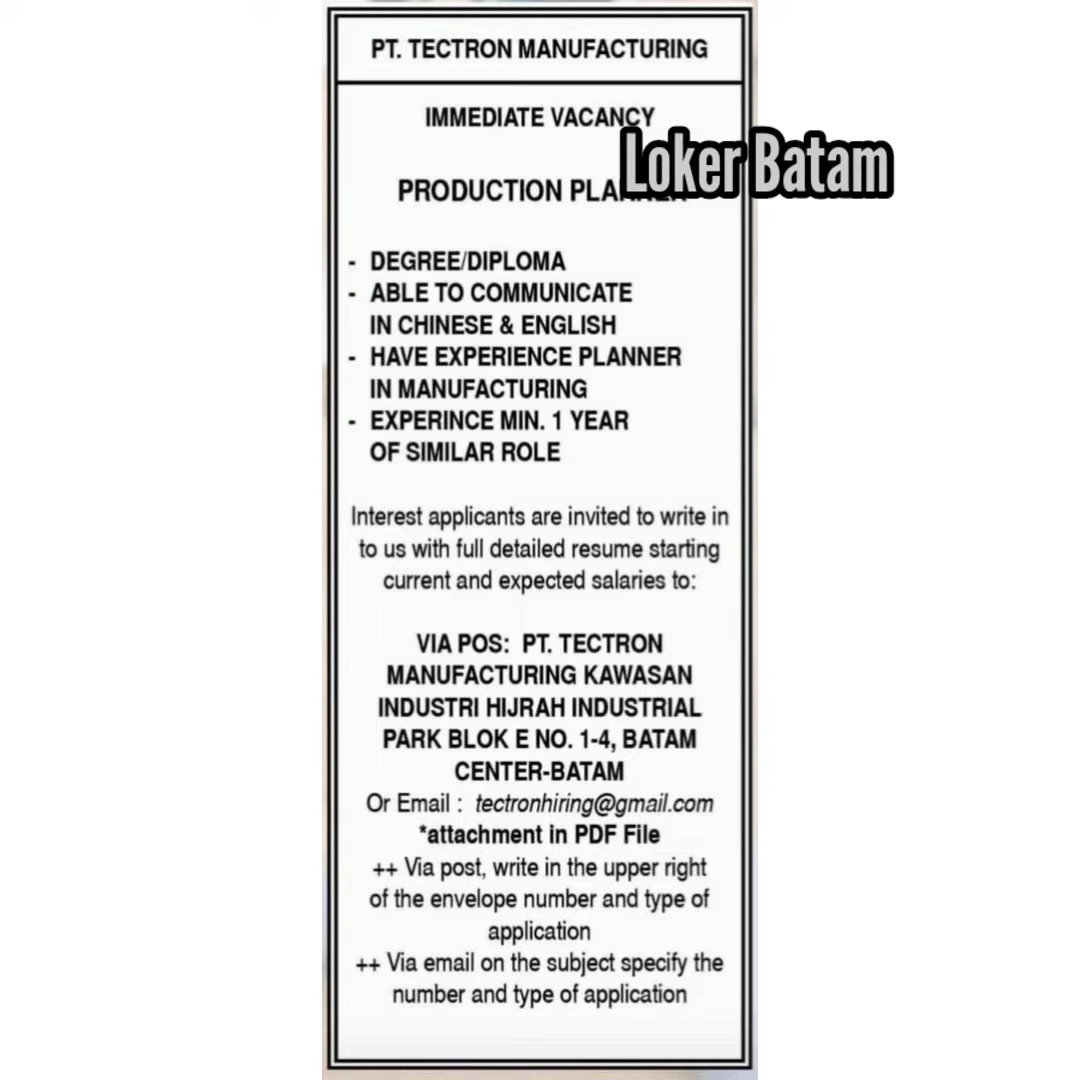 PT. TECTRON MANUFACTURING
IMMEDIATE VACANCY
Loker Batam
PRODUCTION PLANNER
- DEGREE/DIPLOMA
- ABLE TO COMMUNICATE
IN CHINESE & ENGLISH
- HAVE EXPERIENCE PLANNER
IN MANUFACTURING
- EXPERINCE MIN. 1 YEAR
OF SIMILAR ROLE
Interest applicants are invited to write in
to us with full detailed resume starting
current and expected salaries to:
VIA POS: PT. TECTRON
MANUFACTURING KAWASAN
INDUSTRI HIJRAH INDUSTRIAL
PARK BLOK E NO. 1-4, BATAM
CENTER-BATAM
Or Email : tectronhiring@gmail.com
*attachment in PDF File
++ Via post, write in the upper right
of the envelope number and type of
application
++ Via email on the subject specify the
number and type of application